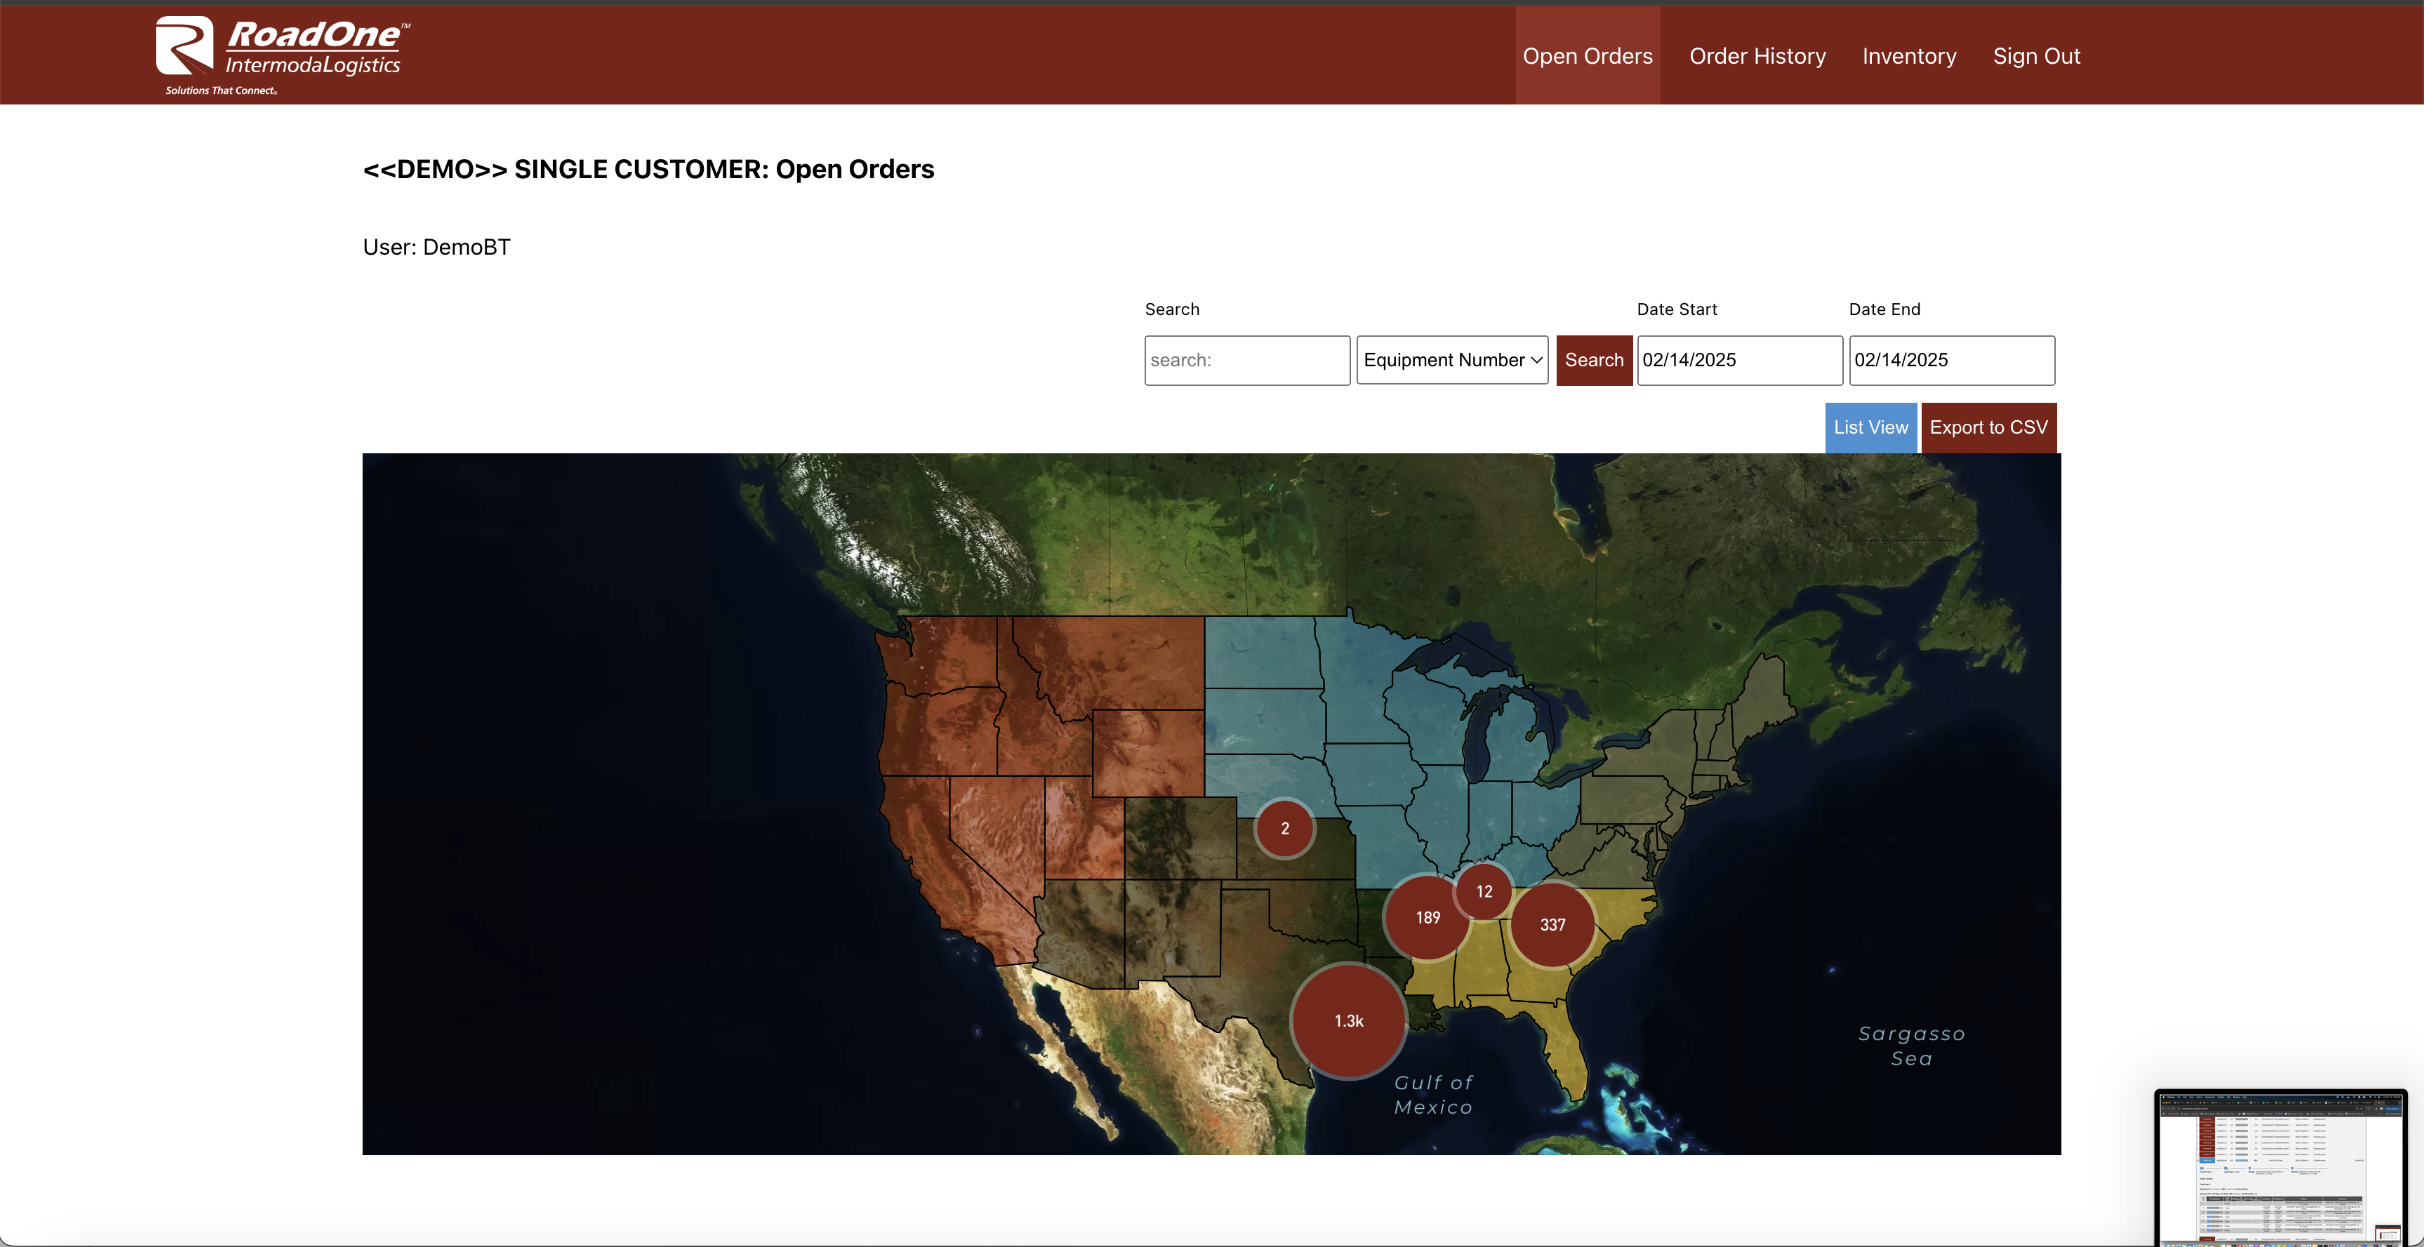 RoadOne™
IntermodaLogistics
Solutions That Connect®
Open Orders Order History Inventory Sign Out
<<DEMO>> SINGLE CUSTOMER: Open Orders
User: DemoBT
Search Date Start Date End
search: Equipment Number Search 02/14/2025 02/14/2025
List View Export to CSV
2
12
189
337
1.3k
Sargasso
Sea
Gulf of
Mexico